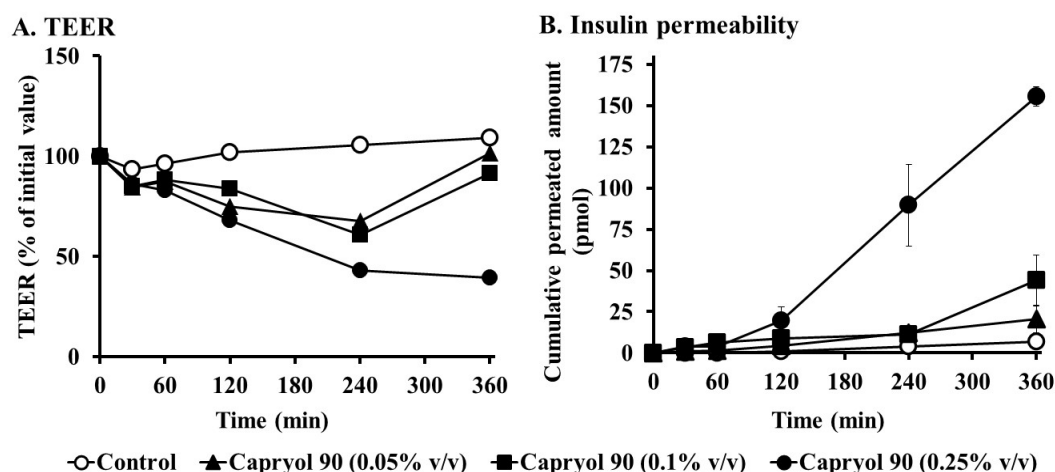 A. TEER
TEER (% of initial value)
150
100
50
0
0 60 120 180 240 300 360
Time (min)
B. Insulin permeability
Cumulative permeated amount
(pmol)
175
150
125
100
75
50
25
0
0 60 120 180 240 300 360
Time (min)
Control Capryol 90 (0.05% v/v) Capryol 90 (0.1% v/v) Capryol 90 (0.25% v/v)